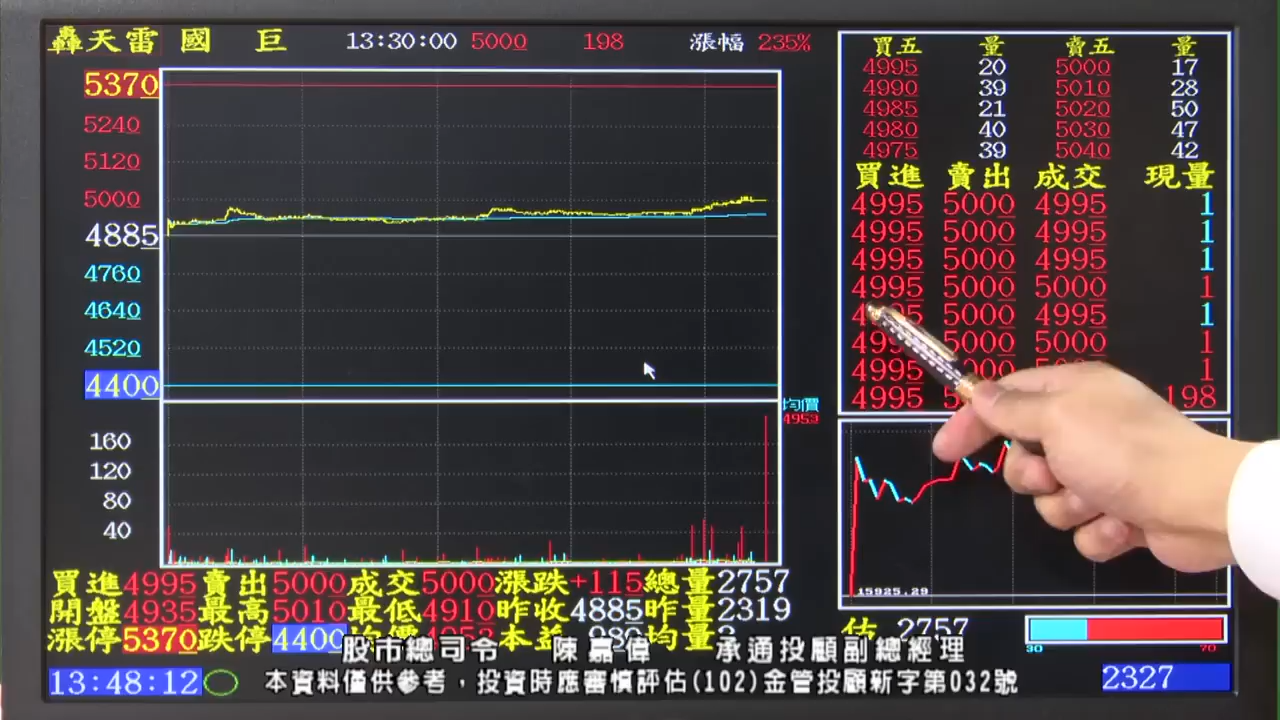 轟天雷 國 巨 13:30:00 5000 198 漲幅 2.35%
5370
5240
5120
5000
4885
4760
4640
4520
4400
均價
4953
160
120
80
40
買五 量 賣五 量
4995 20 5000 17
4990 39 5010 28
4985 21 5020 50
4980 40 5030 47
4975 39 5040 42
買進 賣出 成交 現量
4995 5000 4995 1
4995 5000 4995 1
4995 5000 4995 1
4995 5000 5000 1
4995 5000 4995 1
4995 5000 5000 1
4995 1
4995 198
15925.29
買進4995賣出5000成交5000漲跌+115總量2757
開盤4935最高5010最低4910昨收4885昨量2319
漲停5370跌停4400
估 2757
30 70
股市總司令 陳嘉偉 承通投顧副總經理
13:48:12
本資料僅供參考，投資時應審慎評估(102)金管投顧新字第032號
2327